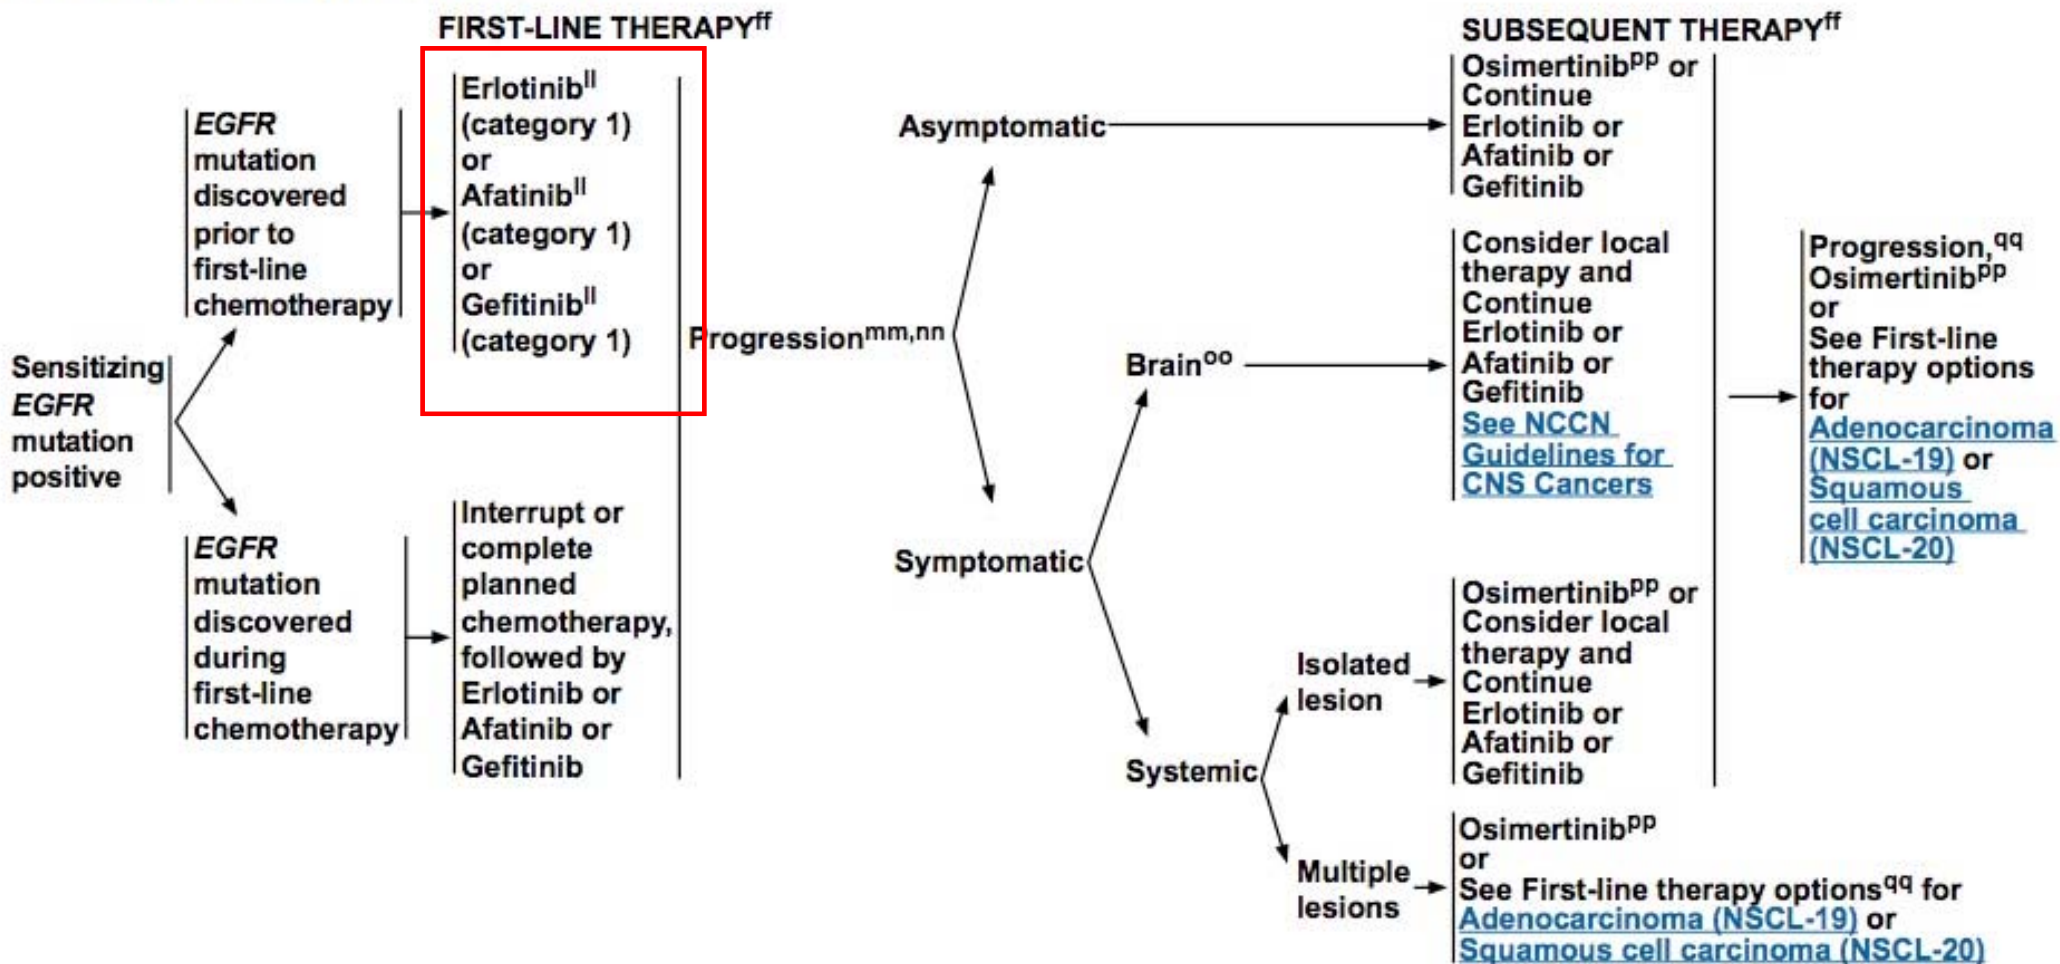 FIRST-LINE THERAPYff
SUBSEQUENT THERAPYff
Sensitizing
EGFR
mutation
positive
EGFR
mutation
discovered
prior to
first-line
chemotherapy
Erlotinibll
(category 1)
or
Afatinibll
(category 1)
or
Gefitinibll
(category 1)
EGFR
mutation
discovered
during
first-line
chemotherapy
Interrupt or
complete
planned
chemotherapy,
followed by
Erlotinib or
Afatinib or
Gefitinib
Progressionmm,nn
Asymptomatic
Osimertinibpp or
Continue
Erlotinib or
Afatinib or
Gefitinib
Symptomatic
Brainoo
Consider local
therapy and
Continue
Erlotinib or
Afatinib or
Gefitinib
See NCCN
Guidelines for
CNS Cancers
Systemic
Isolated
lesion
Osimertinibpp or
Consider local
therapy and
Continue
Erlotinib or
Afatinib or
Gefitinib
Multiple
lesions
Osimertinibpp
or
See First-line therapy optionsqq for
Adenocarcinoma (NSCL-19) or
Squamous cell carcinoma (NSCL-20)
Progression,qq
Osimertinibpp
or
See First-line
therapy options
for
Adenocarcinoma
(NSCL-19) or
Squamous
cell carcinoma
(NSCL-20)